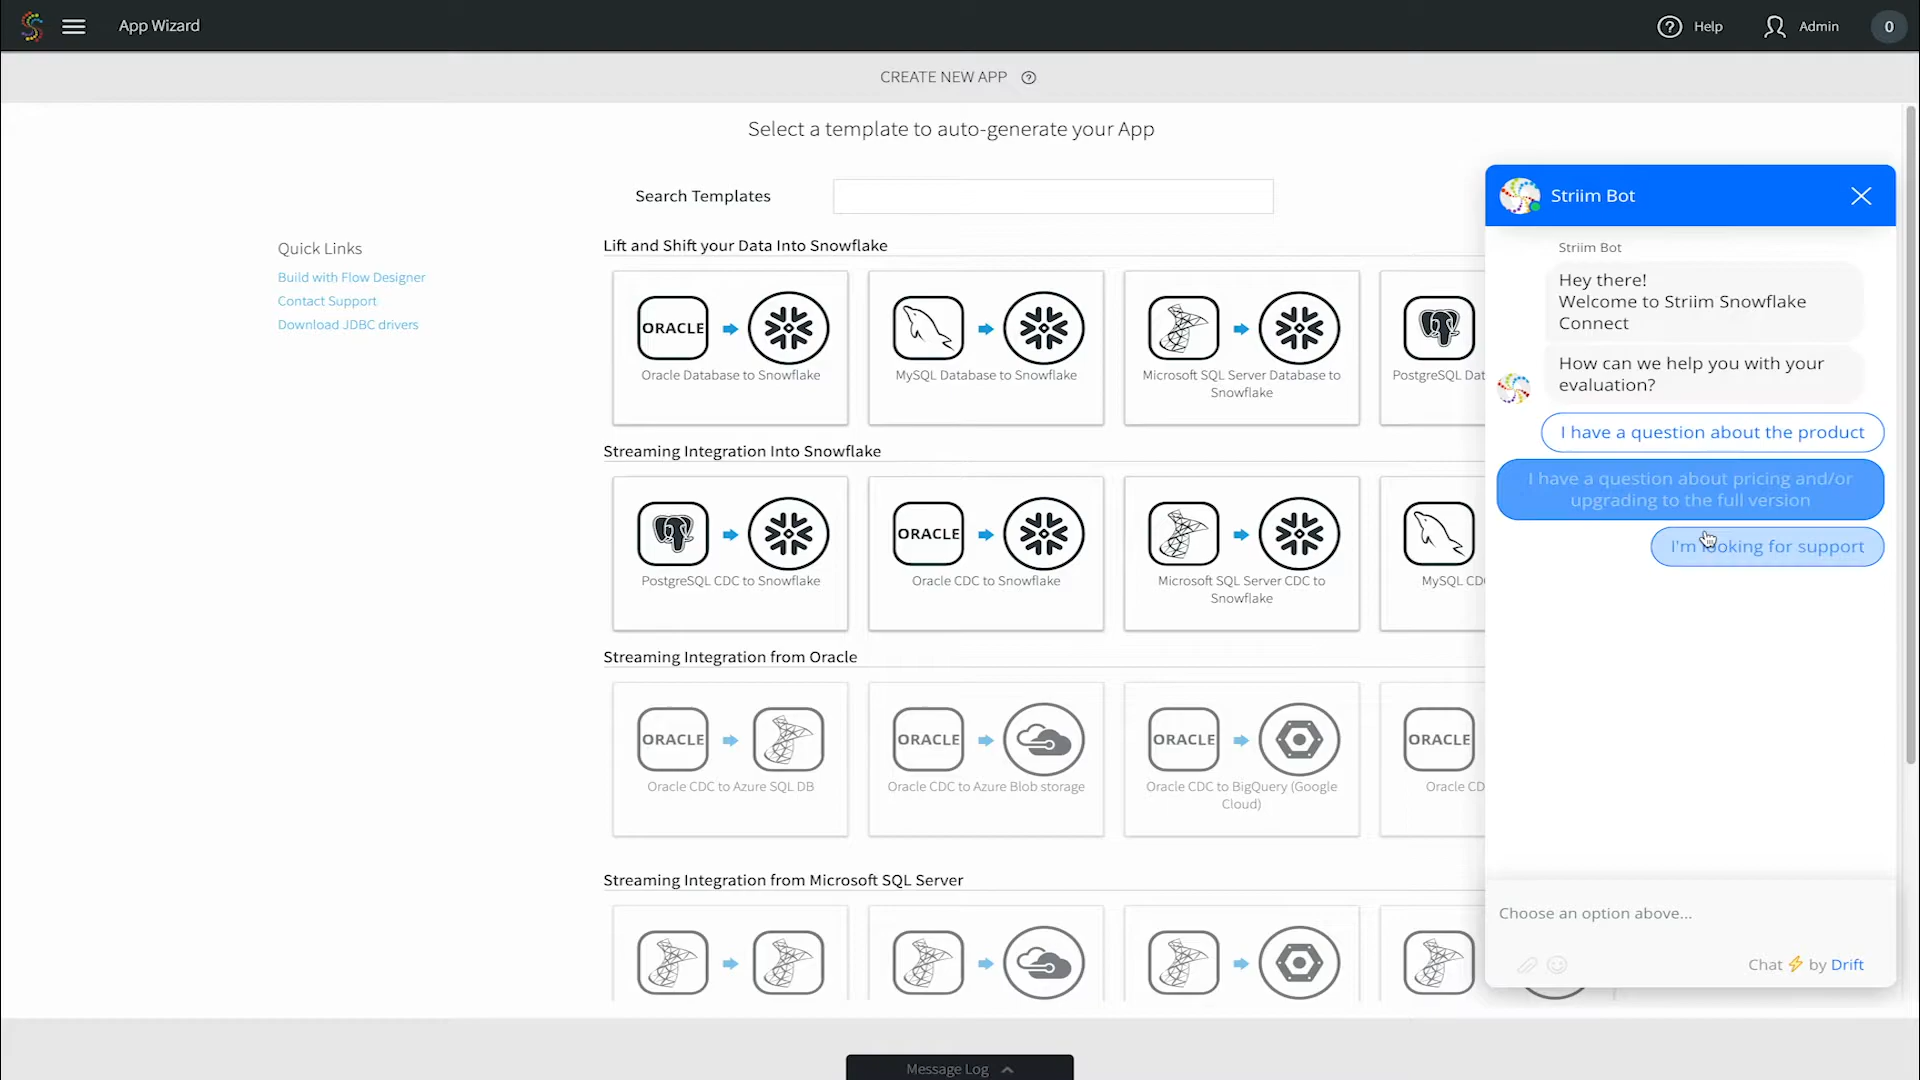 App Wizard
Help
Admin
0
CREATE NEW APP
Select a template to auto-generate your App
Search Templates
Quick Links
Build with Flow Designer
Contact Support
Download JDBC drivers
Lift and Shift your Data Into Snowflake
ORACLE
Oracle Database to Snowflake
MySQL Database to Snowflake
Microsoft SQL Server Database to
Snowflake
PostgreSQL Dat
Streaming Integration Into Snowflake
PostgreSQL CDC to Snowflake
ORACLE
Oracle CDC to Snowflake
Microsoft SQL Server CDC to
Snowflake
MySQL CD
Streaming Integration from Oracle
ORACLE
Oracle CDC to Azure SQL DB
ORACLE
Oracle CDC to Azure Blob storage
ORACLE
Oracle CDC to BigQuery (Google
Cloud)
ORACLE
Oracle CD
Streaming Integration from Microsoft SQL Server
Striim Bot
Striim Bot
Hey there!
Welcome to Striim Snowflake
Connect
How can we help you with your
evaluation?
I have a question about the product
I have a question about pricing and/or
upgrading to the full version
I'm looking for support
Choose an option above...
Chat by Drift
Message Log